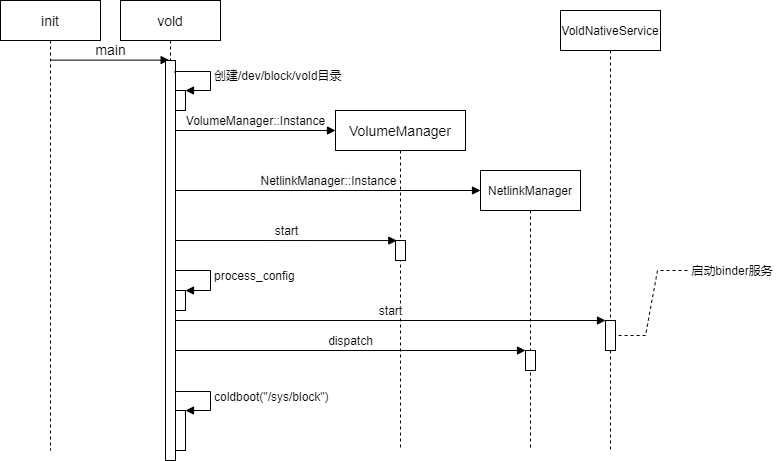 init
vold
VoldNativeService
main
创建/dev/block/vold目录
VolumeManager::Instance
VolumeManager
NetlinkManager::Instance
NetlinkManager
start
process_config
启动binder服务
start
dispatch
coldboot("/sys/block")